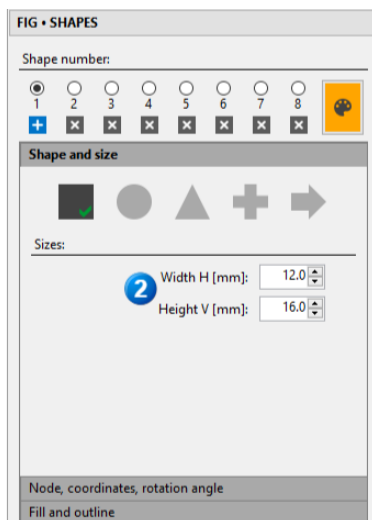 FIG • SHAPES
Shape number:
1 2 3 4 5 6 7 8
Shape and size
Sizes:
2
Width H [mm]: 12.0
Height V [mm]: 16.0
Node, coordinates, rotation angle
Fill and outline